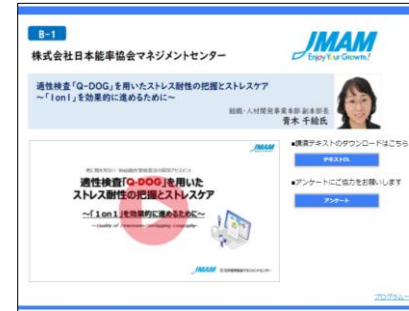 B-1
株式会社日本能率協会マネジメントセンター
JMAM
Enjoy Your Growth!
適性検査「Q-DOG」を用いたストレス耐性の把握とストレスケア
～「1on1」を効果的に進めるために～
組織・人材開発事業本部 副本部長
青木 千絵氏
JMAM
適性検査「Q-DOG」を用いた
ストレス耐性の把握とストレスケア
～「1on1」を効果的に進めるために～
JMAM
■講演テキストのダウンロードはこちら
テキストDL
■アンケートにご協力をお願いします
アンケート